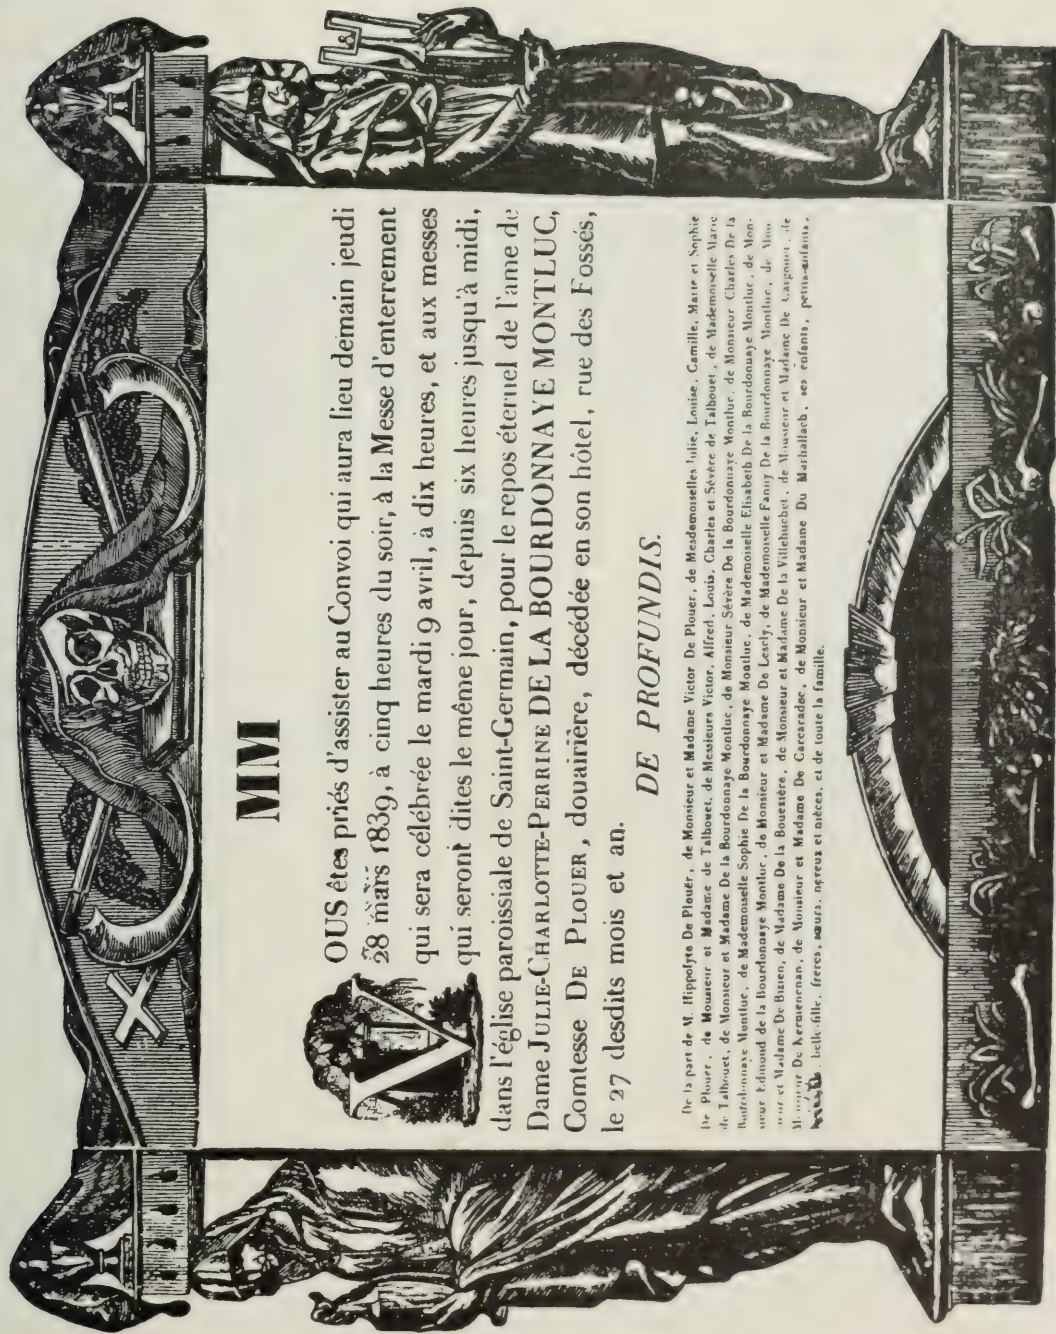 MM
VOUS êtes priés d'assister au Convoi qui aura lieu demain jeudi
28 mars 1839, à cinq heures du soir, à la Messe d'enterrement
qui sera célébrée le mardi 9 avril, à dix heures, et aux messes
qui seront dites le même jour, depuis six heures jusqu'à midi,
dans l'église paroissiale de Saint-Germain, pour le repos éternel de l'ame de
Dame JULIE-CHARLOTTE-PERRINE DE LA BOURDONNAYE MONTLUC,
Comtesse DE PLOUER, douairière, décédée en son hôtel, rue des Fossés,
le 27 desdits mois et an.
DE PROFUNDIS.
De la part de M. Hippolyte De Plouër, de Monsieur et Madame Victor De Plouer, de Mesdemoiselles Julie, Louise, Camille, Marie et Sophie
De Plouer, de Monsieur et Madame de Talhouet, de Messieurs Victor, Alfred, Louis, Charles et Sévère de Talhouet, de Mademoiselle Marie
de Talhouet, de Monsieur et Madame De la Bourdonnaye Montluc, de Monsieur Sévère De la Bourdonnaye Montluc, de Monsieur Charles De la
Bourdonnaye Montluc, de Mademoiselle Sophie De la Bourdonnaye Montluc, de Mademoiselle Elisabeth De la Bourdonnaye Montluc, de Mon-
sieur Edmond de la Bourdonnaye Montluc, de Monsieur et Madame De Lescly, de Mademoiselle Fanny De la Bourdonnaye Montluc, de Mon
sieur et Madame De Bizien, de Madame De la Bouexière, de Monsieur et Madame De la Villehuchet, de Monsieur et Madame De Cargouet, de
Monsieur De Kermenenan, de Monsieur et Madame De Carcaradec, de Monsieur et Madame Du Marhallach, ses enfants, petits-enfants,
belle-fille, freres, sœurs, neveux et nièces, et de toute la famille.